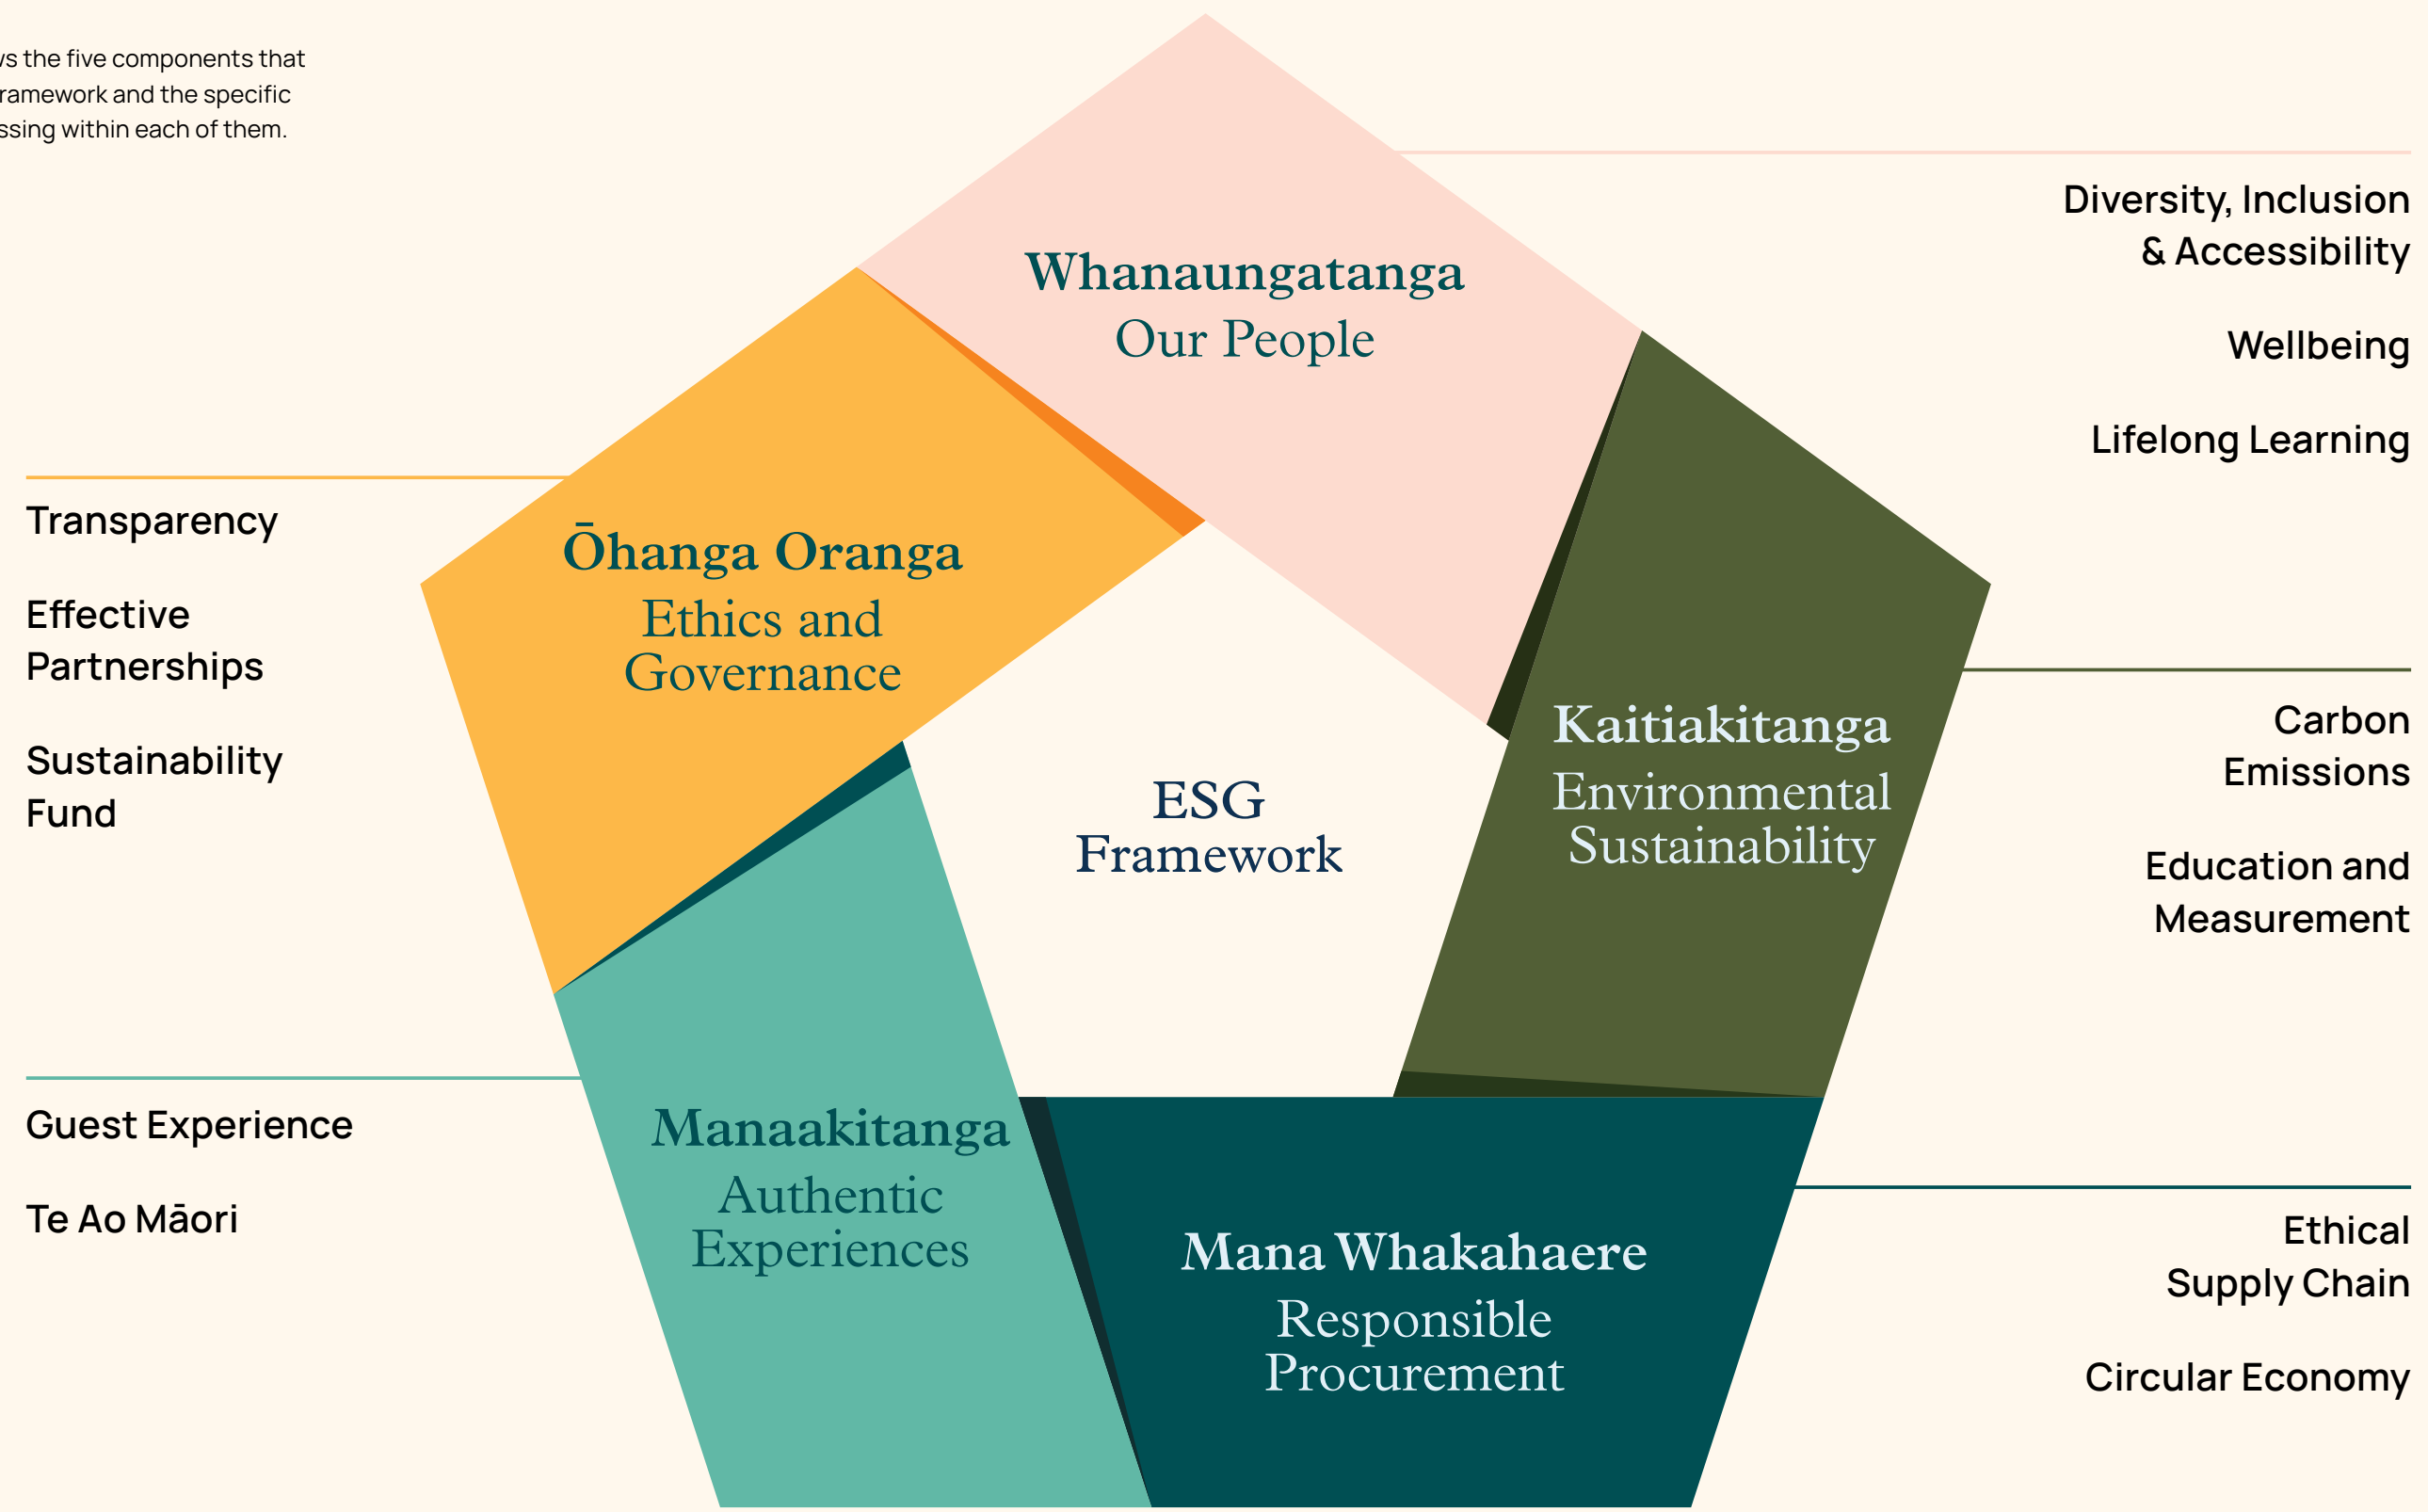 the five components that
and the specific
within each of them.
Whanaungatanga
Our People
Diversity, Inclusion
& Accessibility
Wellbeing
Lifelong Learning
Ōhanga Oranga
Ethics and
Governance
Transparency
Effective
Partnerships
Sustainability
Fund
ESG
Framework
Kaitiakitanga
Environmental
Sustainability
Carbon
Emissions
Education and
Measurement
Manaakitanga
Authentic
Experiences
Guest Experience
Te Ao Māori
Mana Whakahaere
Responsible
Procurement
Ethical
Supply Chain
Circular Economy